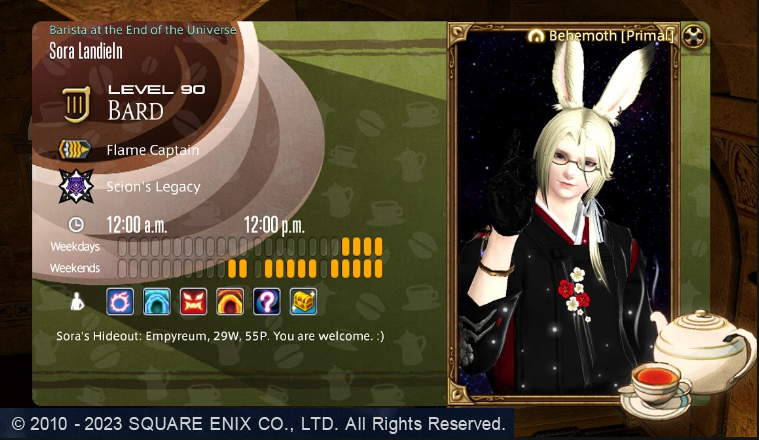 Barista at the End of the Universe
Sora Landieln
Behemoth [Primal]
LEVEL 90
BARD
Flame Captain
Scion's Legacy
12:00 a.m. 12:00 p.m.
Weekdays
Weekends
Sora's Hideout: Empyreum, 29W, 55P. You are welcome. :)
© 2010 - 2023 SQUARE ENIX CO., LTD. All Rights Reserved.